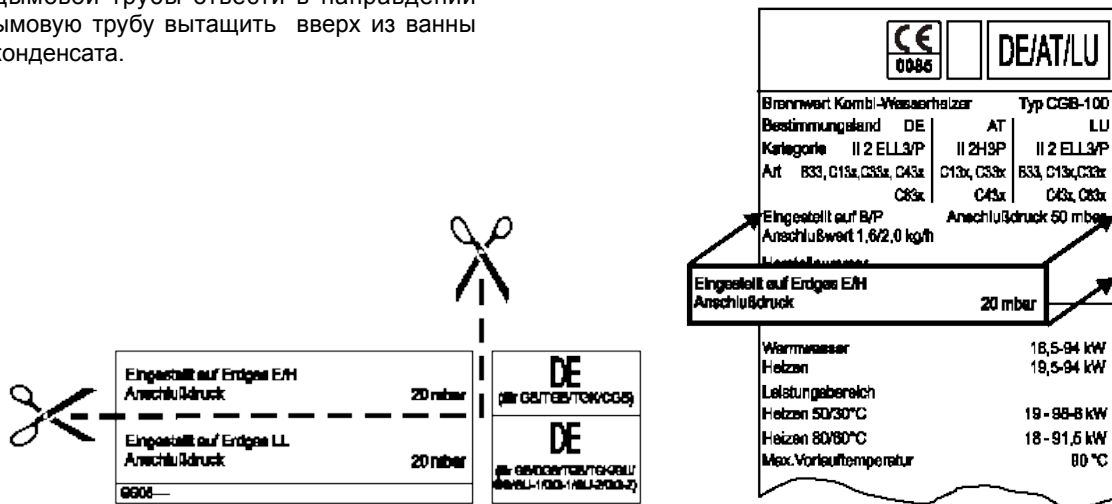 дымовой трубы отвести в направлении
ымовую трубу вытащить вверх из ванны
конденсата.
CE
0085
DE/AT/LU
Brennwert Kombi-Wasserheizer Typ CGB-100
Bestimmungsland DE AT LU
Kategorie II 2 ELL3/P II 2H3P II 2 ELL3/P
Art B33, C13x, C33x, C43x C13x, C33x B33, C13x, C33x
C83x C43x C43x, C83x
Eingestellt auf B/P Anschlußdruck 50 mbar
Anschlußwert 1,6/2,0 kg/h
Herstellnummer
Eingestellt auf Erdgas E/H
Anschlußdruck 20 mbar
Warmwasser 16,5-94 kW
Heizen 19,5-94 kW
Leistungsbereich
Heizen 50/30°C 19 - 98-8 kW
Heizen 80/60°C 18 - 91,5 kW
Max.Vorlauftemperatur 80 °C
Eingestellt auf Erdgas E/H
Anschlußdruck 20 mbar
DE
(für GB/TGB/TGK/CGB)
Eingestellt auf Erdgas LL
Anschlußdruck 20 mbar
DE